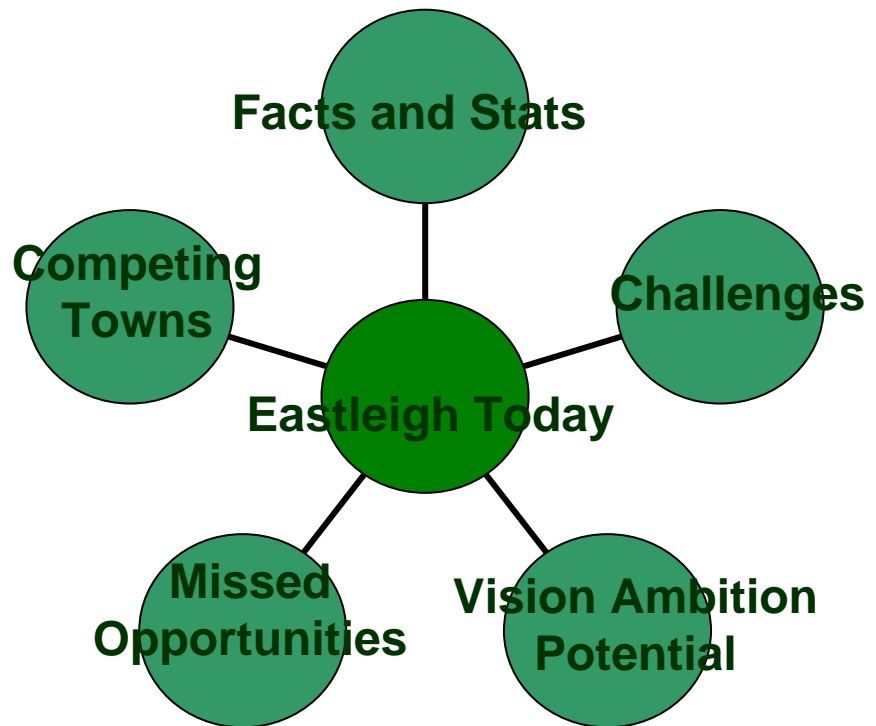 Facts and Stats
Competing
Towns
Challenges
Eastleigh Today
Missed
Opportunities
Vision Ambition
Potential